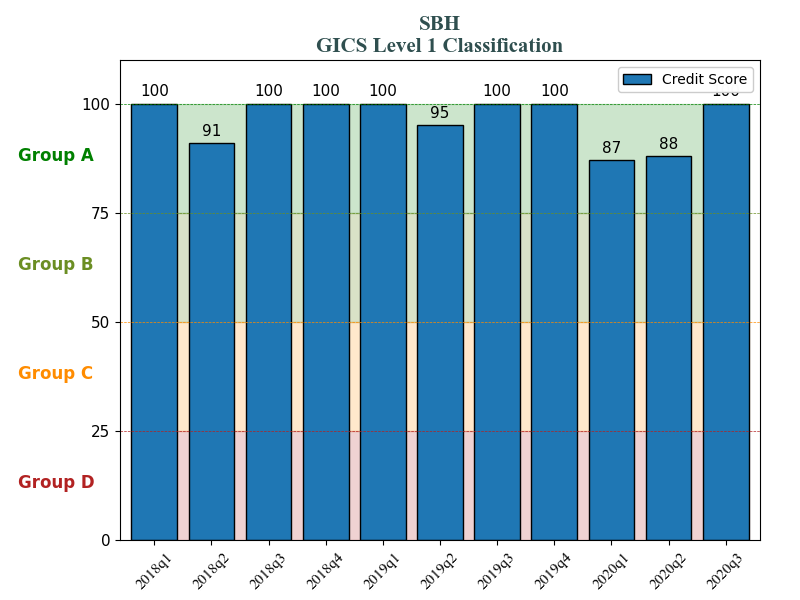 SBH
GICS Level 1 Classification
Credit Score
100 91 100 100 100 95 100 100 87 88 100
100
Group A
75
Group B
50
Group C
25
Group D
0
2018q1 2018q2 2018q3 2018q4 2019q1 2019q2 2019q3 2019q4 2020q1 2020q2 2020q3